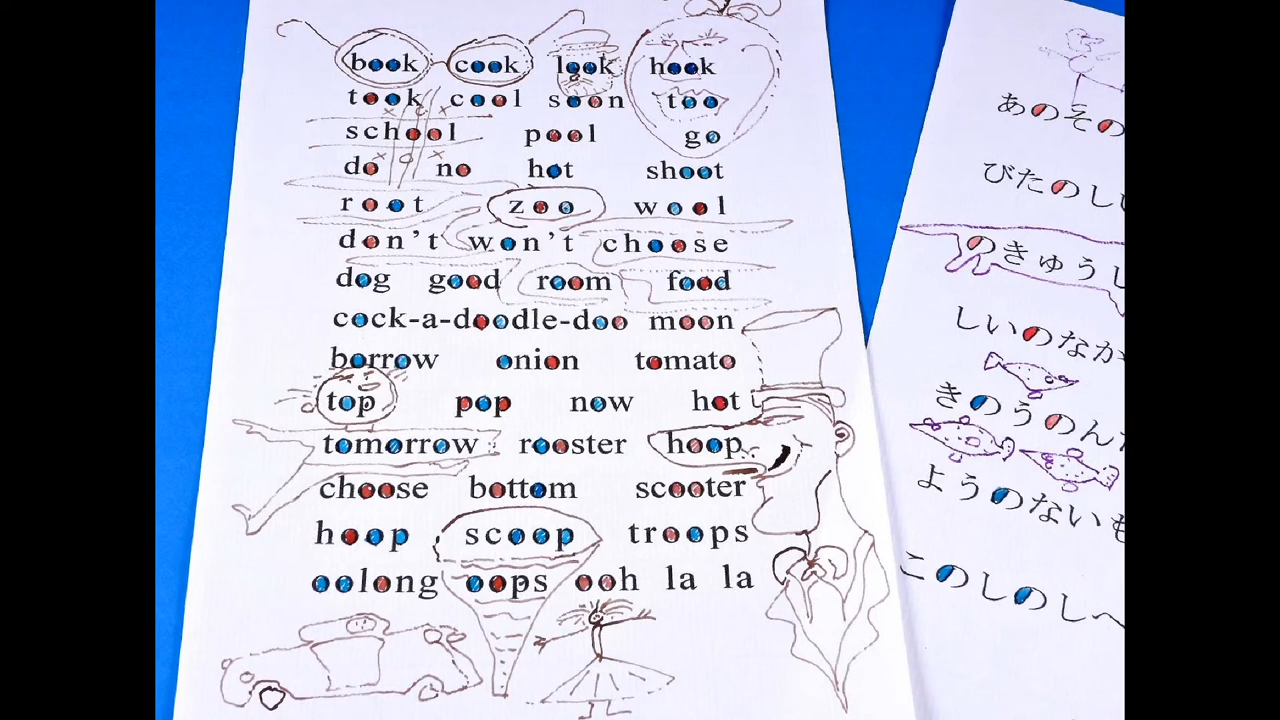 book cook look hook
took cool soon too
school pool go
do no hot shoot
root zoo wool
don't won't choose
dog good room food
cock-a-doodle-doo moon
borrow onion tomato
top pop now hot
tomorrow rooster hoop
choose bottom scooter
hoop scoop troops
oolong oops ooh la la
あのその
びたのし
のきゅうし
しいのなか
きのうのん
ようのない
このしのし